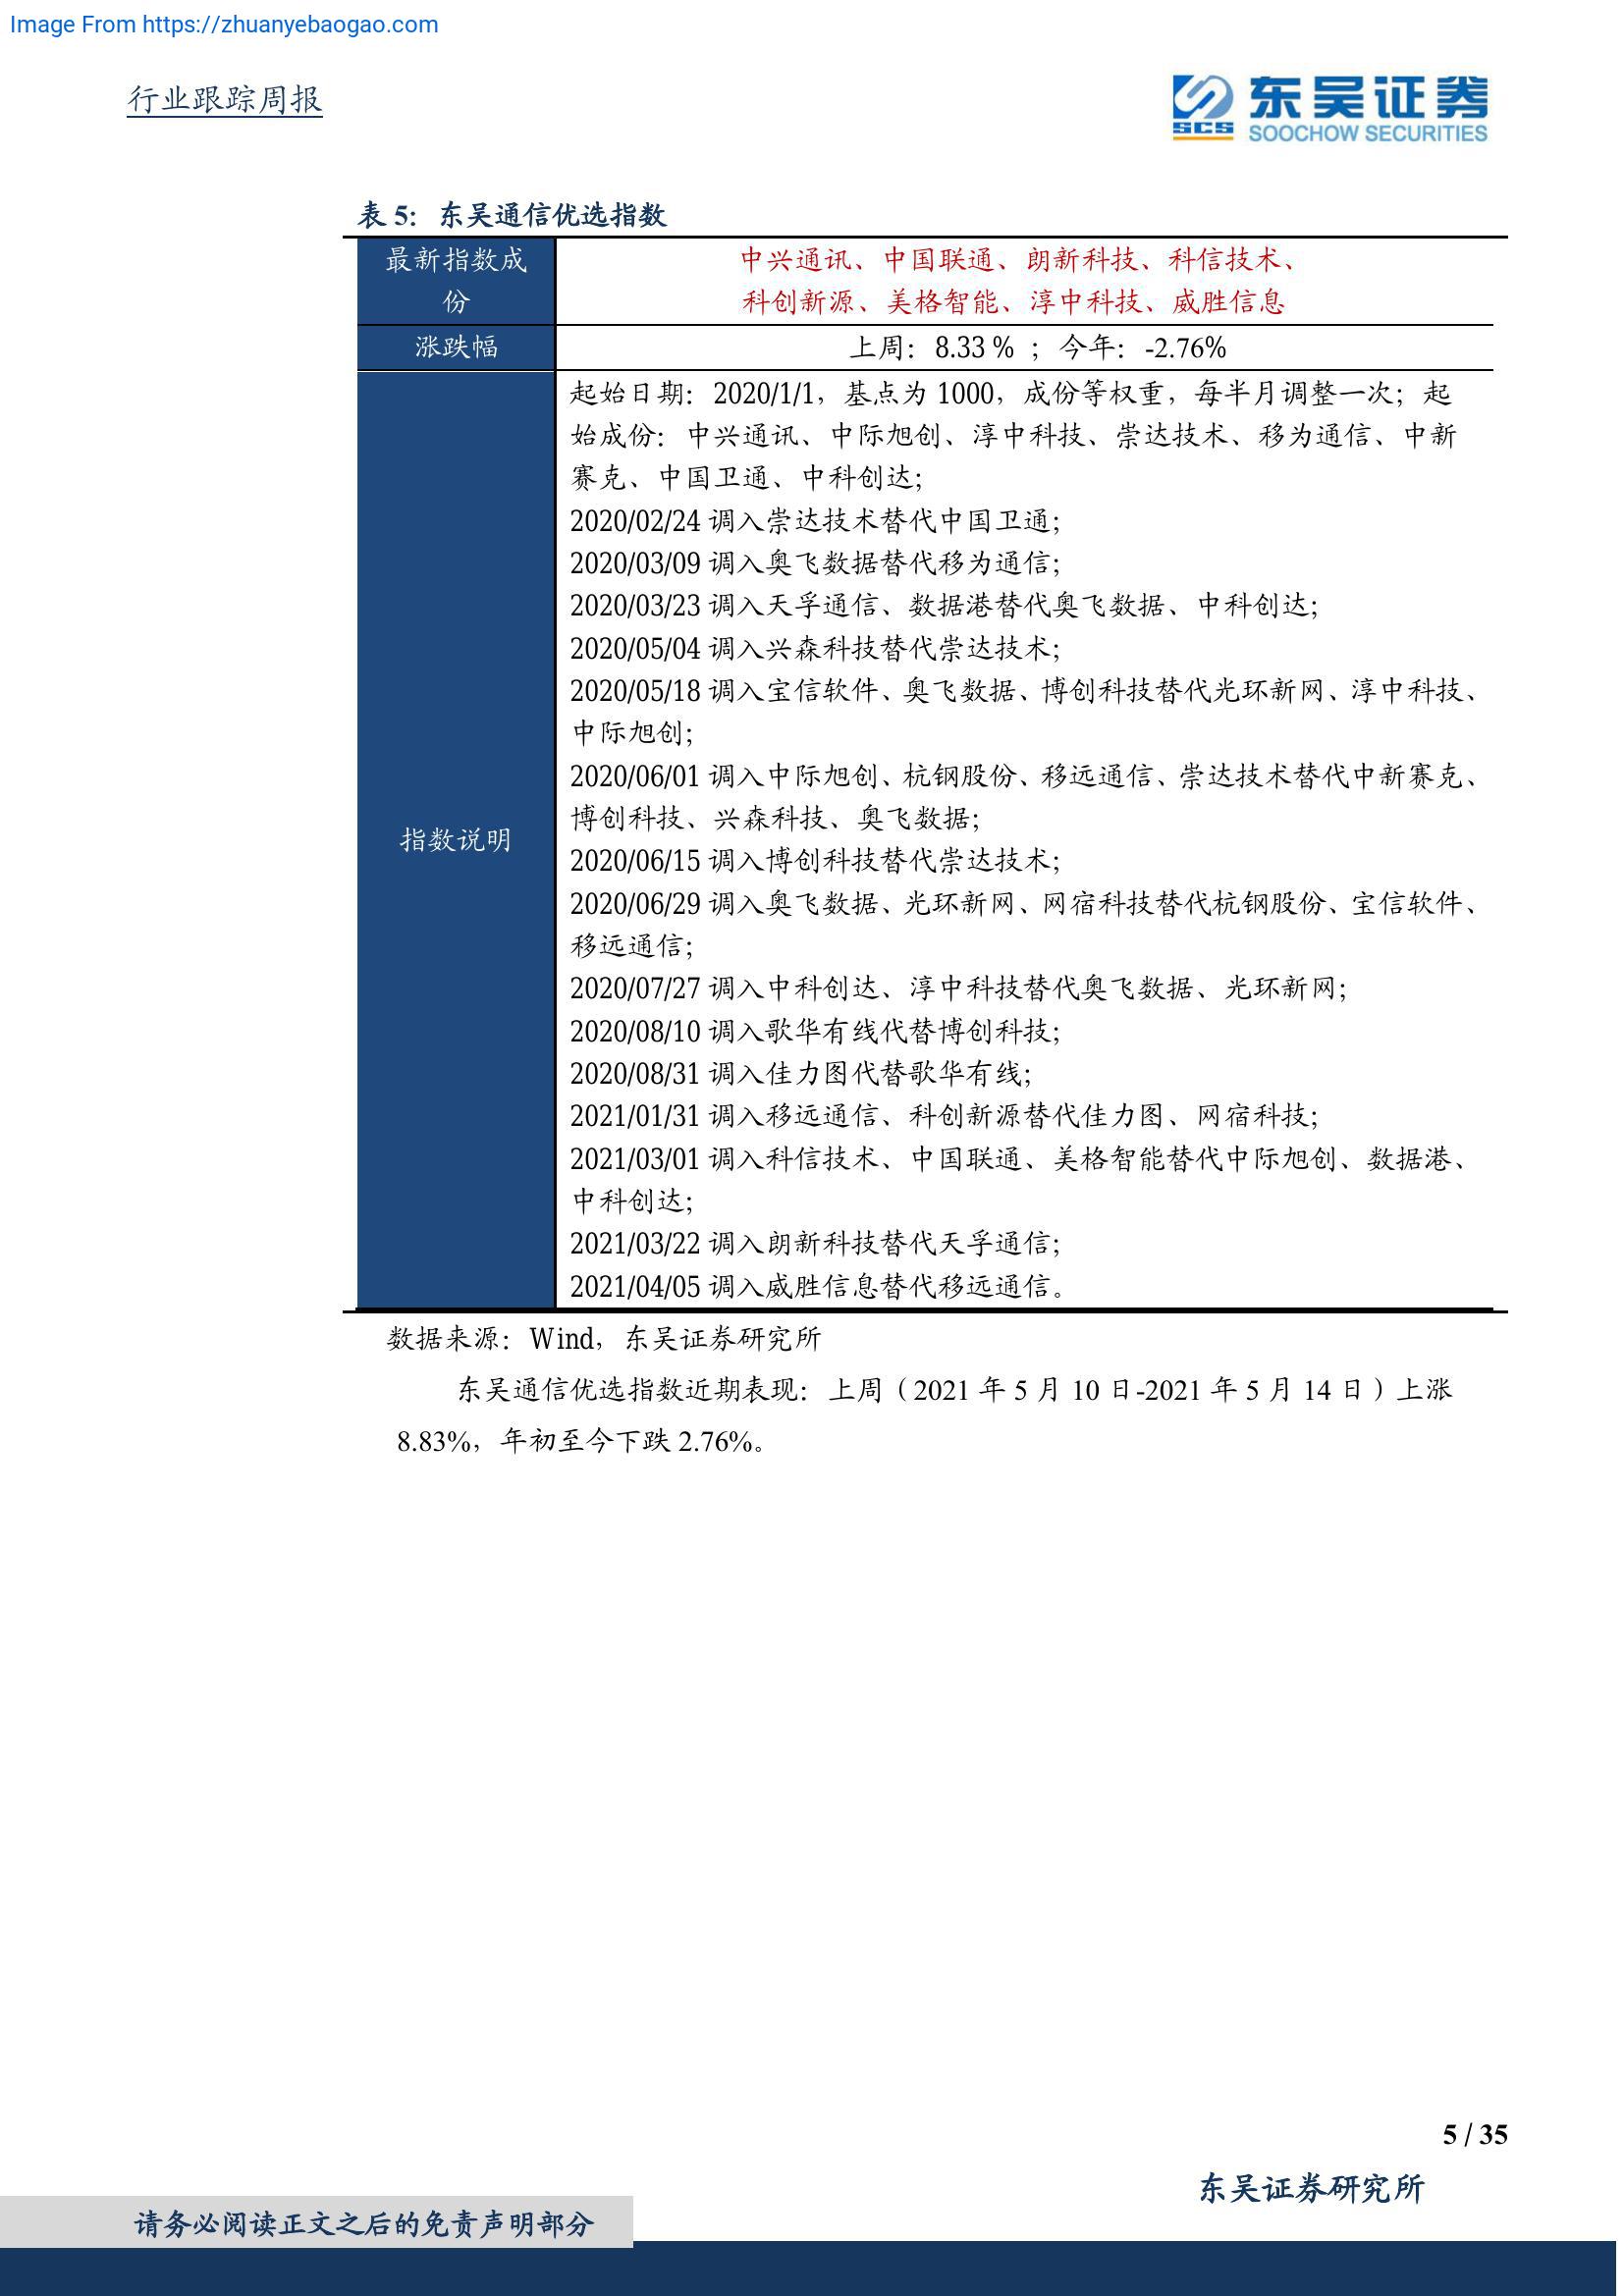 Image From https://zhuanyebaogao.com
行业跟踪周报
东吴证券
SCS
SOOCHOW SECURITIES
表 5：东吴通信优选指数
最新指数成
份
中兴通讯、中国联通、朗新科技、科信技术、
科创新源、美格智能、淳中科技、威胜信息
涨跌幅
上周：8.33 % ；今年：-2.76%
指数说明
起始日期：2020/1/1，基点为 1000，成份等权重，每半月调整一次；起
始成份：中兴通讯、中际旭创、淳中科技、崇达技术、移为通信、中新
赛克、中国卫通、中科创达；
2020/02/24 调入崇达技术替代中国卫通；
2020/03/09 调入奥飞数据替代移为通信；
2020/03/23 调入天孚通信、数据港替代奥飞数据、中科创达；
2020/05/04 调入兴森科技替代崇达技术；
2020/05/18 调入宝信软件、奥飞数据、博创科技替代光环新网、淳中科技、
中际旭创；
2020/06/01 调入中际旭创、杭钢股份、移远通信、崇达技术替代中新赛克、
博创科技、兴森科技、奥飞数据；
2020/06/15 调入博创科技替代崇达技术；
2020/06/29 调入奥飞数据、光环新网、网宿科技替代杭钢股份、宝信软件、
移远通信；
2020/07/27 调入中科创达、淳中科技替代奥飞数据、光环新网；
2020/08/10 调入歌华有线代替博创科技；
2020/08/31 调入佳力图代替歌华有线；
2021/01/31 调入移远通信、科创新源替代佳力图、网宿科技；
2021/03/01 调入科信技术、中国联通、美格智能替代中际旭创、数据港、
中科创达；
2021/03/22 调入朗新科技替代天孚通信；
2021/04/05 调入威胜信息替代移远通信。
数据来源：Wind，东吴证券研究所
东吴通信优选指数近期表现：上周（2021 年 5 月 10 日-2021 年 5 月 14 日）上涨
8.83%，年初至今下跌 2.76%。
5 / 35
东吴证券研究所
请务必阅读正文之后的免责声明部分